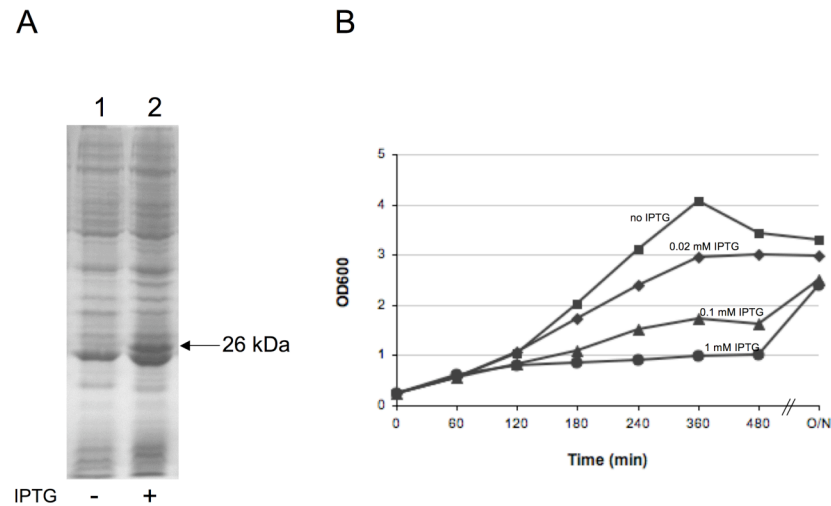 A
B
1 2
26 kDa
IPTG - +
OD600
5
4
3
2
1
0
no IPTG
0.02 mM IPTG
0.1 mM IPTG
1 mM IPTG
0 60 120 180 240 360 480 // O/N
Time (min)